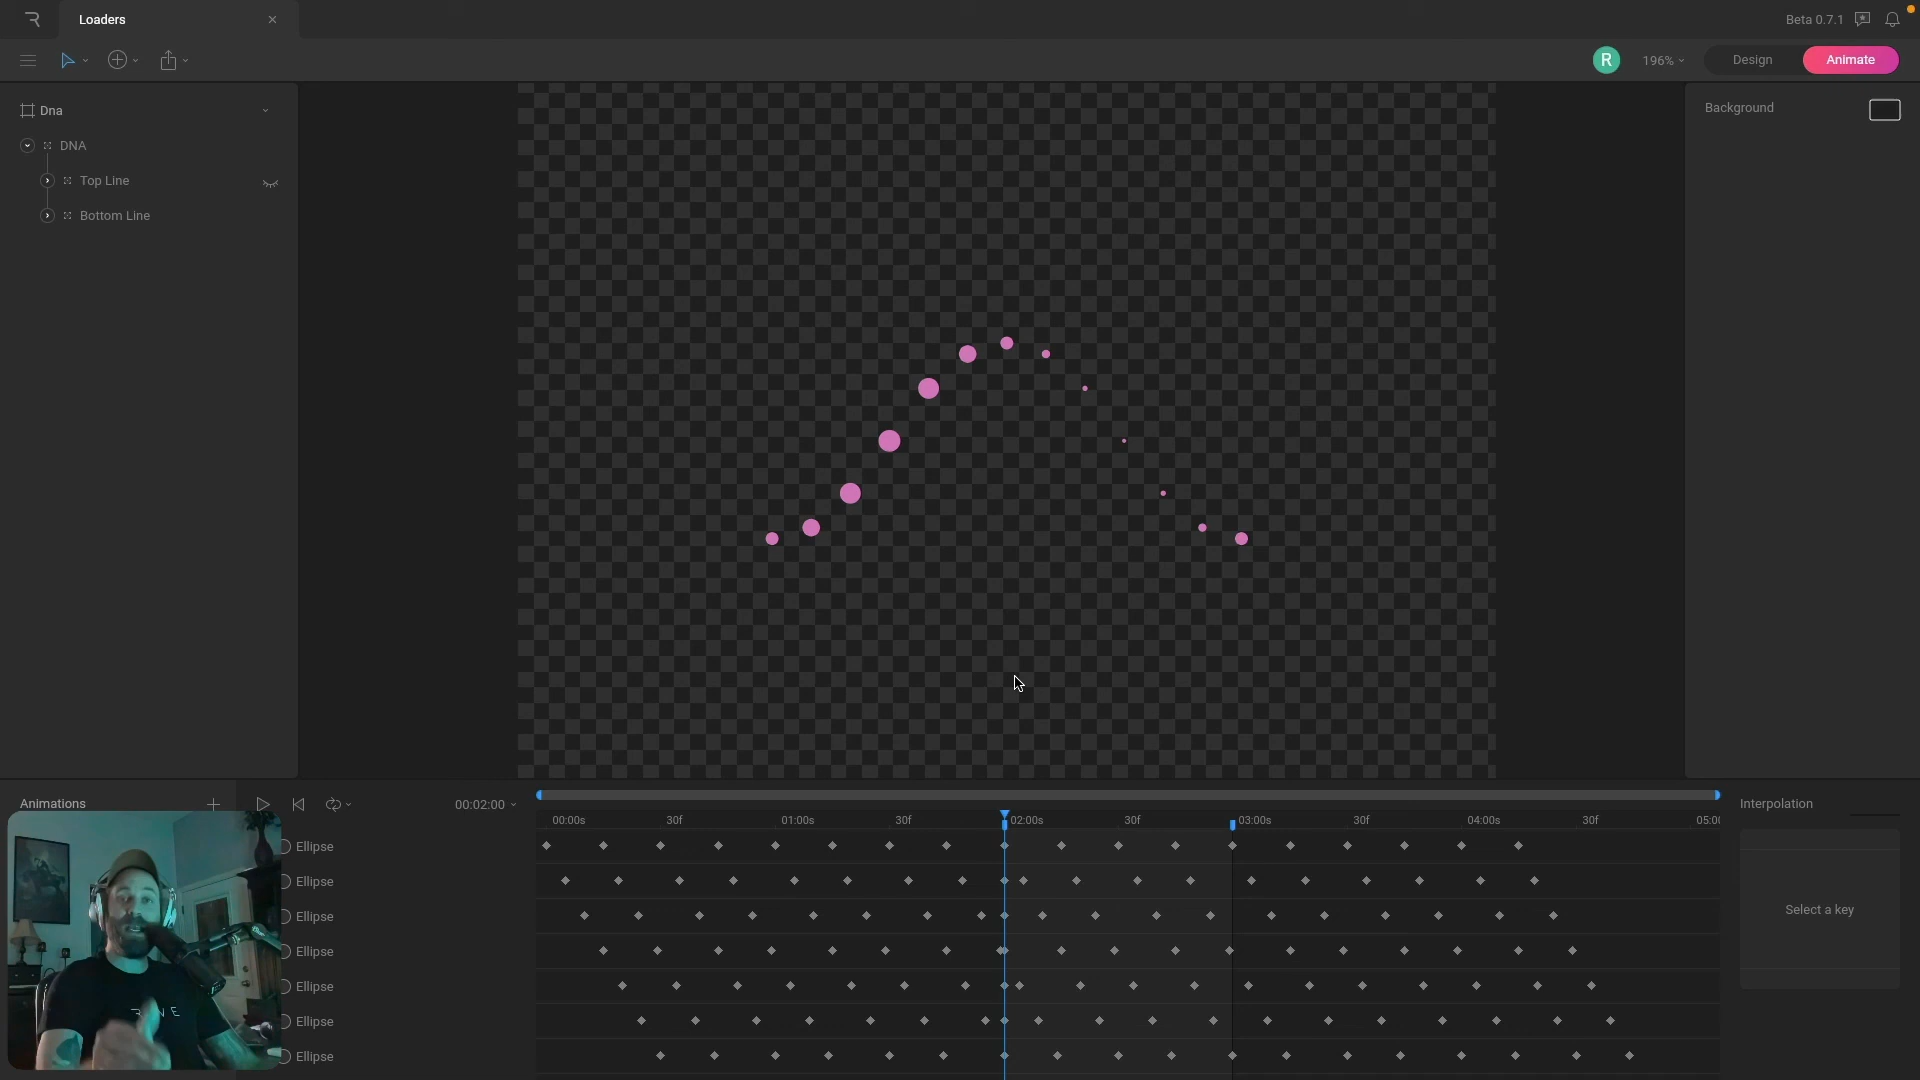 Loaders
Beta 0.7.1
R
196%
Design
Animate
Dna
DNA
Top Line
Bottom Line
Background
Animations
00:02:00
Interpolation
00:00s 30f 01:00s 30f 02:00s 30f 03:00s 30f 04:00s 30f 05:00
Ellipse
Ellipse
Ellipse
Ellipse
Ellipse
Ellipse
Ellipse
Select a key